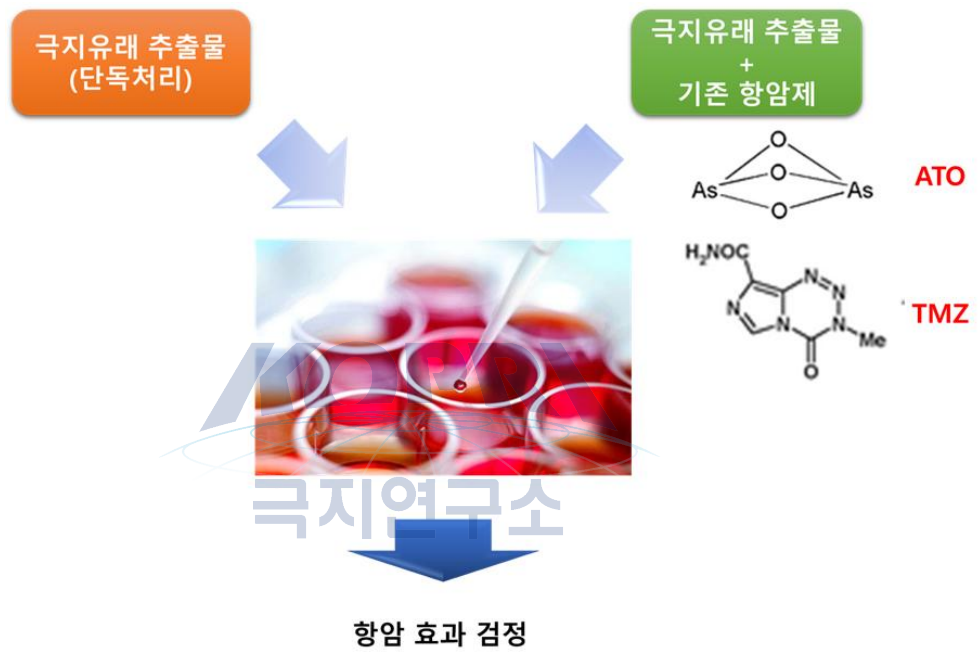 극지유래 추출물
(단독처리)
극지유래 추출물
+
기존 항암제
O
O
As
As
O
ATO
H₂NOC
N
N
N
N
N
Me
O
TMZ
KOPRI
극지연구소
항암 효과 검정